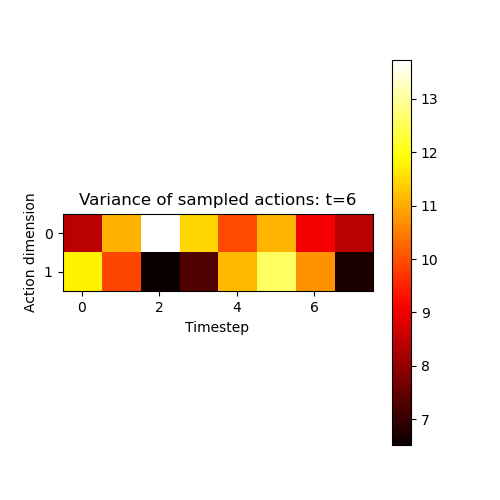 Variance of sampled actions: t=6
Action dimension
0
1
0 2 4 6
Timestep
13
12
11
10
9
8
7